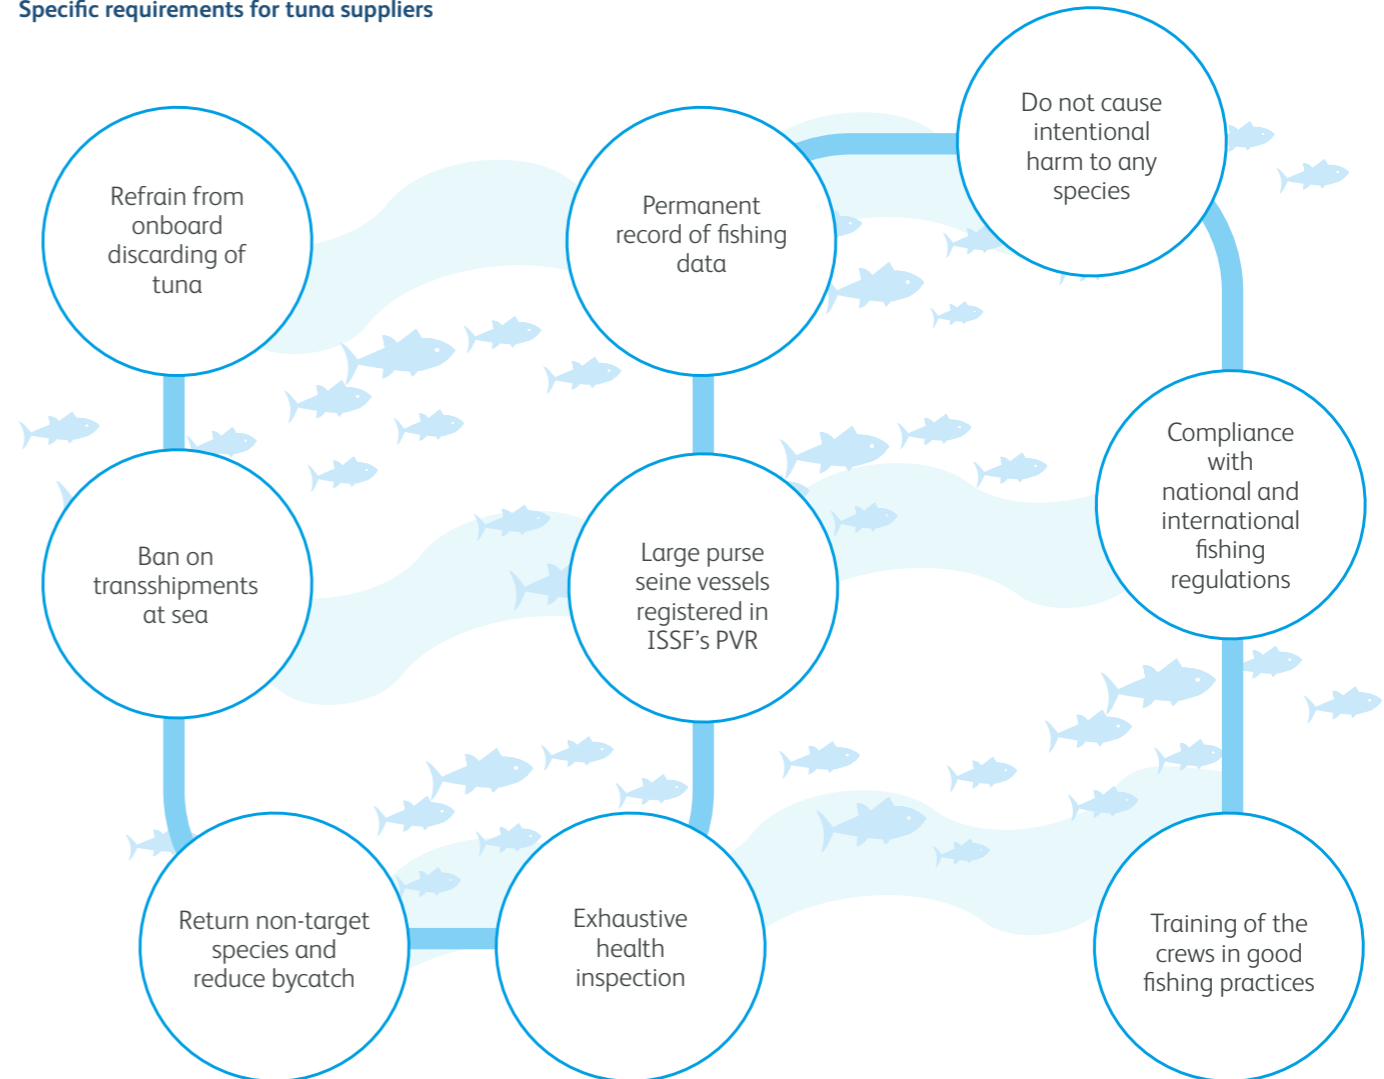 Specific requirements for tuna suppliers
Refrain from
onboard
discarding of
tuna
Ban on
transshipments
at sea
Return non-target
species and
reduce bycatch
Exhaustive
health
inspection
Large purse
seine vessels
registered in
ISSF’s PVR
Permanent
record of fishing
data
Do not cause
intentional
harm to any
species
Compliance
with
national and
international
fishing
regulations
Training of the
crews in good
fishing practices